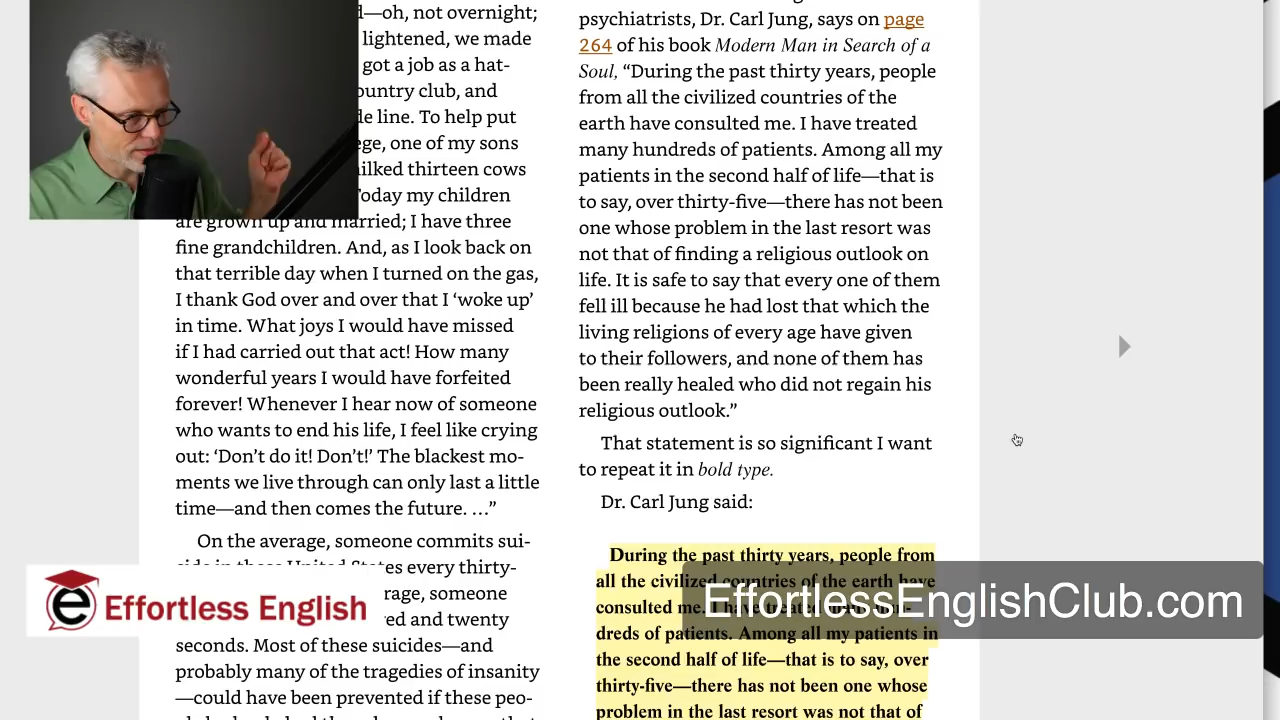 d—oh, not overnight;
lightened, we made
got a job as a hat-
ountry club, and
de line. To help put
ege, one of my sons
ilked thirteen cows
Today my children
are grown up and married; I have three
fine grandchildren. And, as I look back on
that terrible day when I turned on the gas,
I thank God over and over that I ‘woke up’
in time. What joys I would have missed
if I had carried out that act! How many
wonderful years I would have forfeited
forever! Whenever I hear now of someone
who wants to end his life, I feel like crying
out: ‘Don’t do it! Don’t!’ The blackest mo-
ments we live through can only last a little
time—and then comes the future. …”
On the average, someone commits sui-
cide in these United States every thirty-
rage, someone
red and twenty
seconds. Most of these suicides—and
probably many of the tragedies of insanity
—could have been prevented if these peo-
psychiatrists, Dr. Carl Jung, says on page
264 of his book Modern Man in Search of a
Soul, “During the past thirty years, people
from all the civilized countries of the
earth have consulted me. I have treated
many hundreds of patients. Among all my
patients in the second half of life—that is
to say, over thirty-five—there has not been
one whose problem in the last resort was
not that of finding a religious outlook on
life. It is safe to say that every one of them
fell ill because he had lost that which the
living religions of every age have given
to their followers, and none of them has
been really healed who did not regain his
religious outlook.”
That statement is so significant I want
to repeat it in bold type.
Dr. Carl Jung said:
During the past thirty years, people from
all the civilized countries of the earth have
consulted me. I have treated many hun-
dreds of patients. Among all my patients in
the second half of life—that is to say, over
thirty-five—there has not been one whose
problem in the last resort was not that of
e Effortless English
EffortlessEnglishClub.com